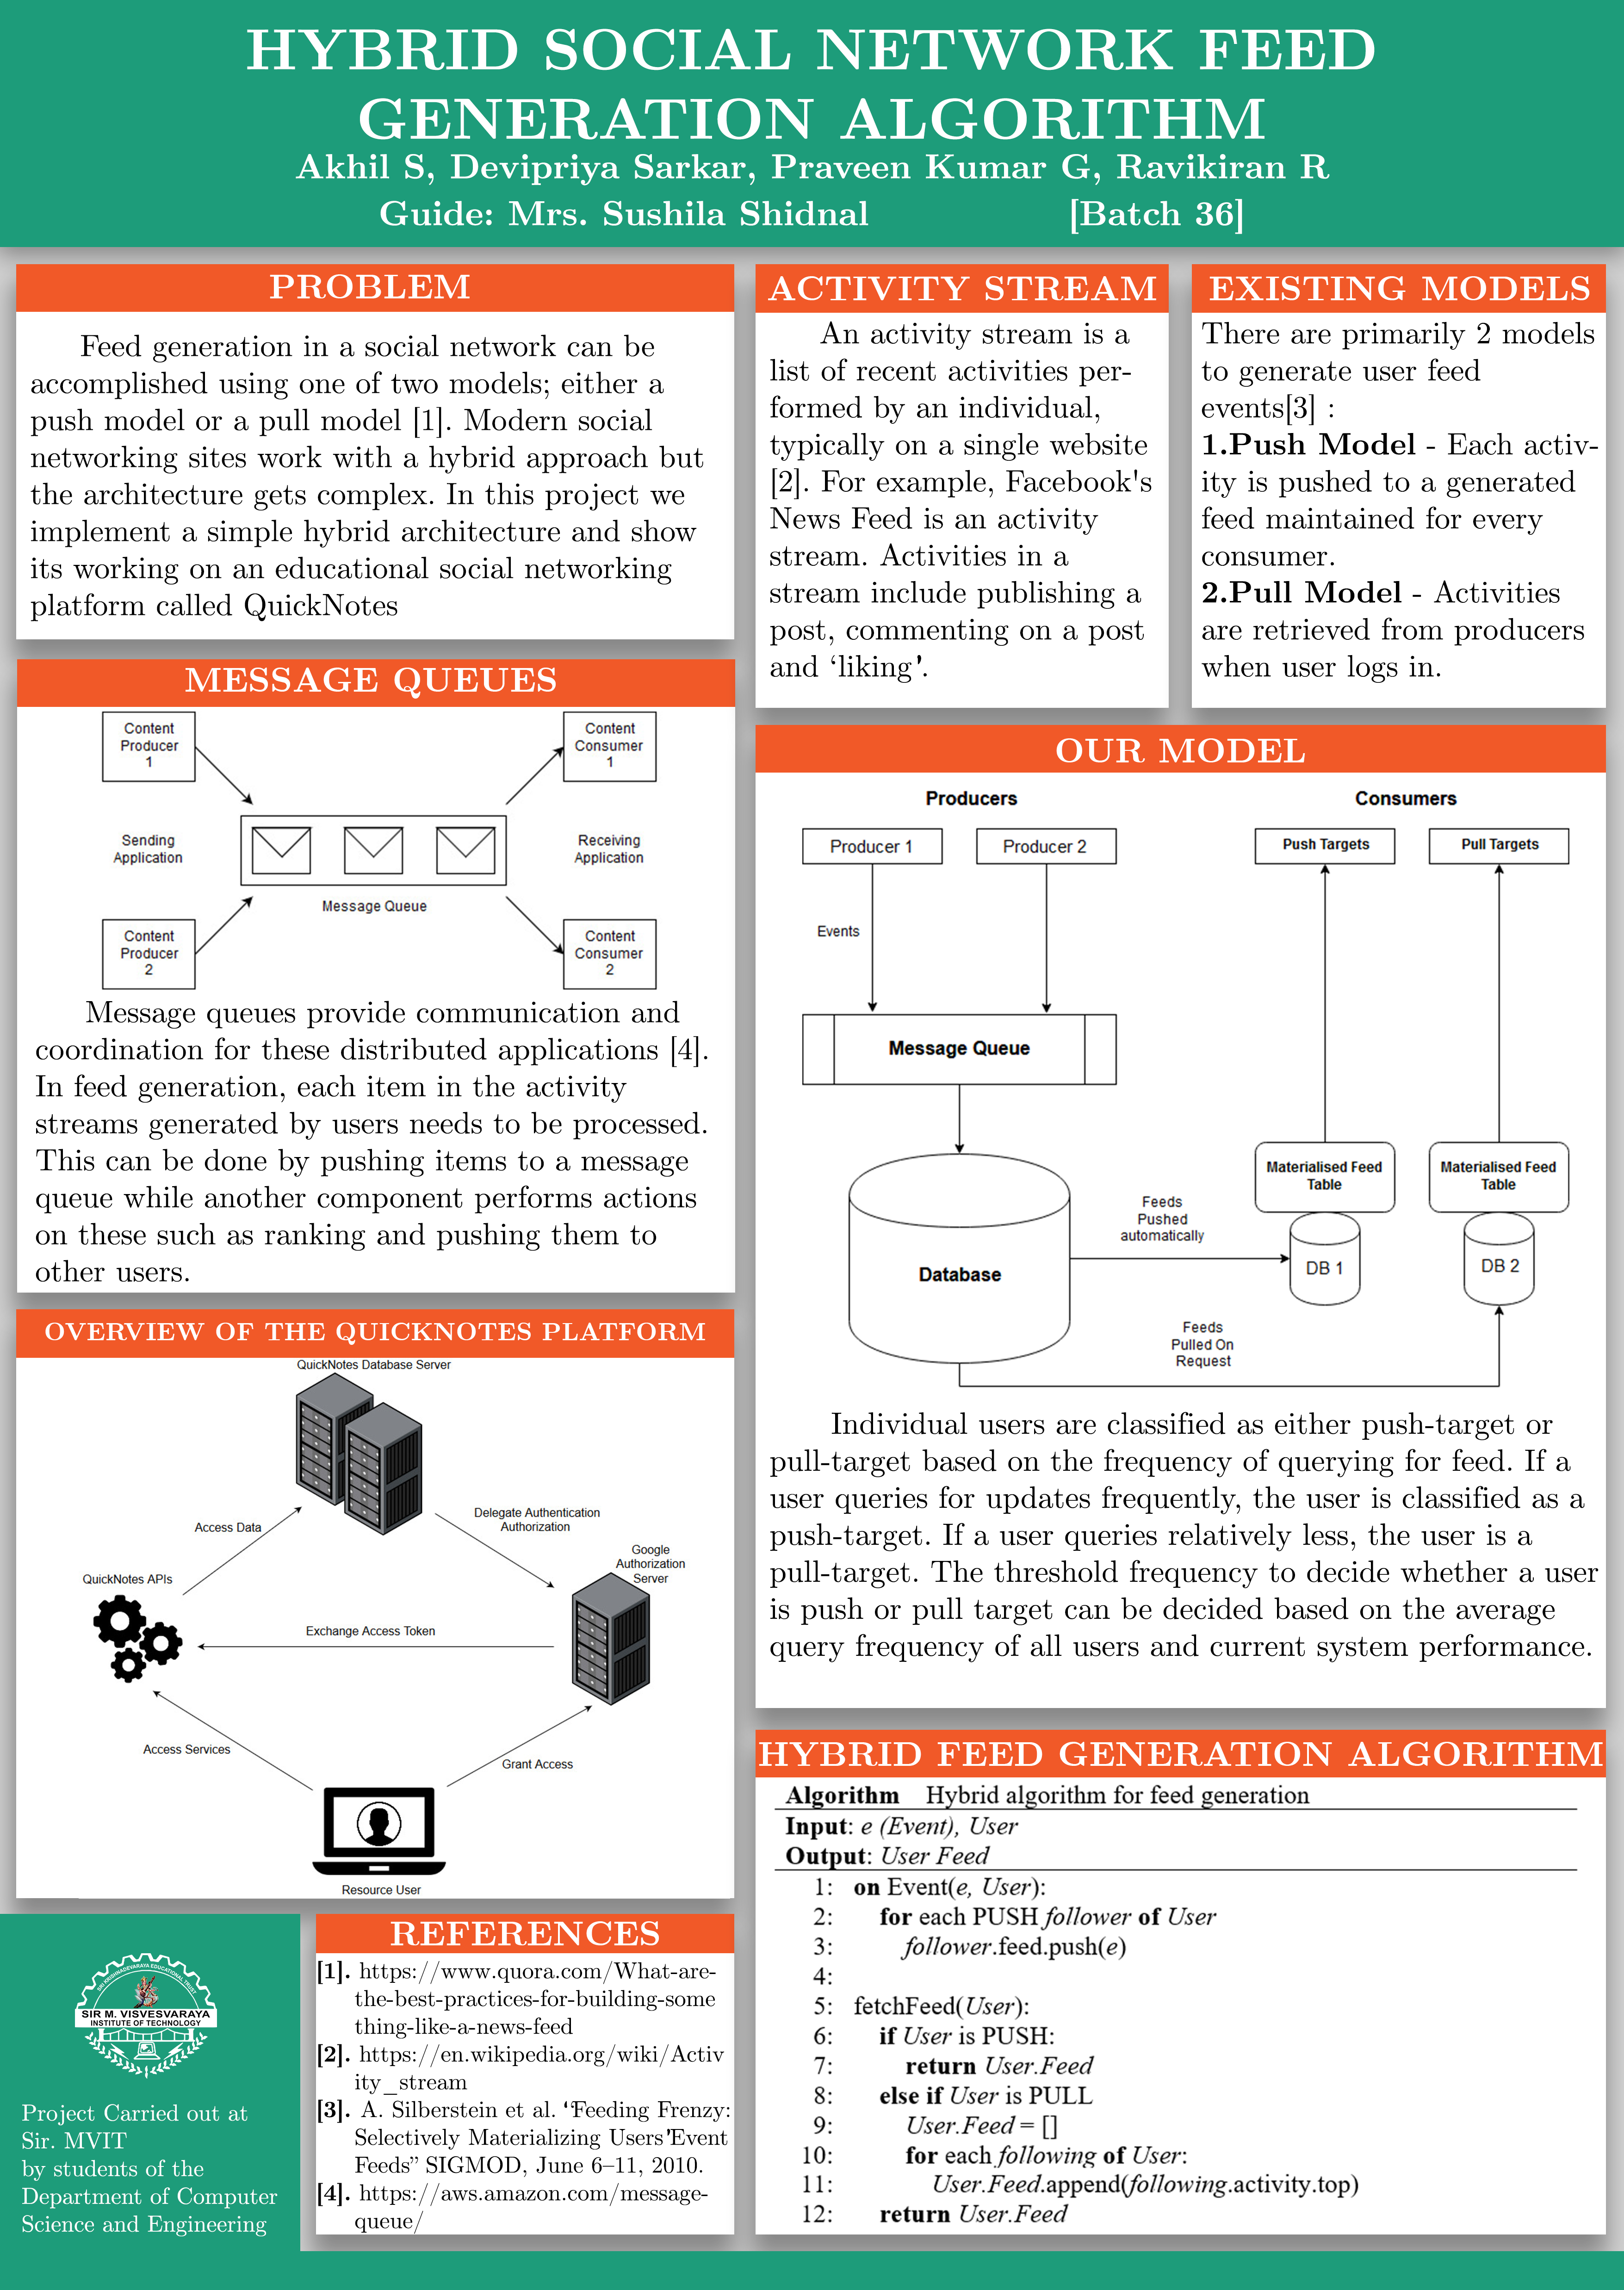 HYBRID SOCIAL NETWORK FEED
GENERATION ALGORITHM
Akhil S, Devipriya Sarkar, Praveen Kumar G, Ravikiran R
Guide: Mrs. Sushila Shidnal [Batch 36]
PROBLEM
Feed generation in a social network can be
accomplished using one of two models; either a
push model or a pull model [1]. Modern social
networking sites work with a hybrid approach but
the architecture gets complex. In this project we
implement a simple hybrid architecture and show
its working on an educational social networking
platform called QuickNotes
ACTIVITY STREAM
An activity stream is a
list of recent activities per-
formed by an individual,
typically on a single website
[2]. For example, Facebook's
News Feed is an activity
stream. Activities in a
stream include publishing a
post, commenting on a post
and ‘liking'.
EXISTING MODELS
There are primarily 2 models
to generate user feed
events[3] :
1.Push Model - Each activ-
ity is pushed to a generated
feed maintained for every
consumer.
2.Pull Model - Activities
are retrieved from producers
when user logs in.
MESSAGE QUEUES
Content
Producer
1
Content
Consumer
1
Sending
Application
Receiving
Application
Message Queue
Content
Producer
2
Content
Consumer
2
Message queues provide communication and
coordination for these distributed applications [4].
In feed generation, each item in the activity
streams generated by users needs to be processed.
This can be done by pushing items to a message
queue while another component performs actions
on these such as ranking and pushing them to
other users.
OUR MODEL
Producers
Consumers
Producer 1
Producer 2
Push Targets
Pull Targets
Events
Message Queue
Materialised Feed
Table
Materialised Feed
Table
Feeds
Pushed
automatically
Database
DB 1
DB 2
Feeds
Pulled On
Request
Individual users are classified as either push-target or
pull-target based on the frequency of querying for feed. If a
user queries for updates frequently, the user is classified as a
push-target. If a user queries relatively less, the user is a
pull-target. The threshold frequency to decide whether a user
is push or pull target can be decided based on the average
query frequency of all users and current system performance.
OVERVIEW OF THE QUICKNOTES PLATFORM
QuickNotes Database Server
Access Data
Delegate Authentication
Authorization
Google
Authorization
Server
QuickNotes APIs
Exchange Access Token
Access Services
Grant Access
Resource User
HYBRID FEED GENERATION ALGORITHM
Algorithm Hybrid algorithm for feed generation
Input: e (Event), User
Output: User Feed
1: on Event(e, User):
2: for each PUSH follower of User
3: follower.feed.push(e)
4:
5: fetchFeed(User):
6: if User is PUSH:
7: return User.Feed
8: else if User is PULL
9: User.Feed = []
10: for each following of User:
11: User.Feed.append(following.activity.top)
12: return User.Feed
SRI KRISHNADEVARAYA EDUCATIONAL TRUST
SIR M. VISVESVARAYA
INSTITUTE OF TECHNOLOGY
Project Carried out at
Sir. MVIT
by students of the
Department of Computer
Science and Engineering
REFERENCES
[1]. https://www.quora.com/What-are-
the-best-practices-for-building-some
thing-like-a-news-feed
[2]. https://en.wikipedia.org/wiki/Activ
ity_stream
[3]. A. Silberstein et al. “Feeding Frenzy:
Selectively Materializing Users'Event
Feeds” SIGMOD, June 6–11, 2010.
[4]. https://aws.amazon.com/message-
queue/